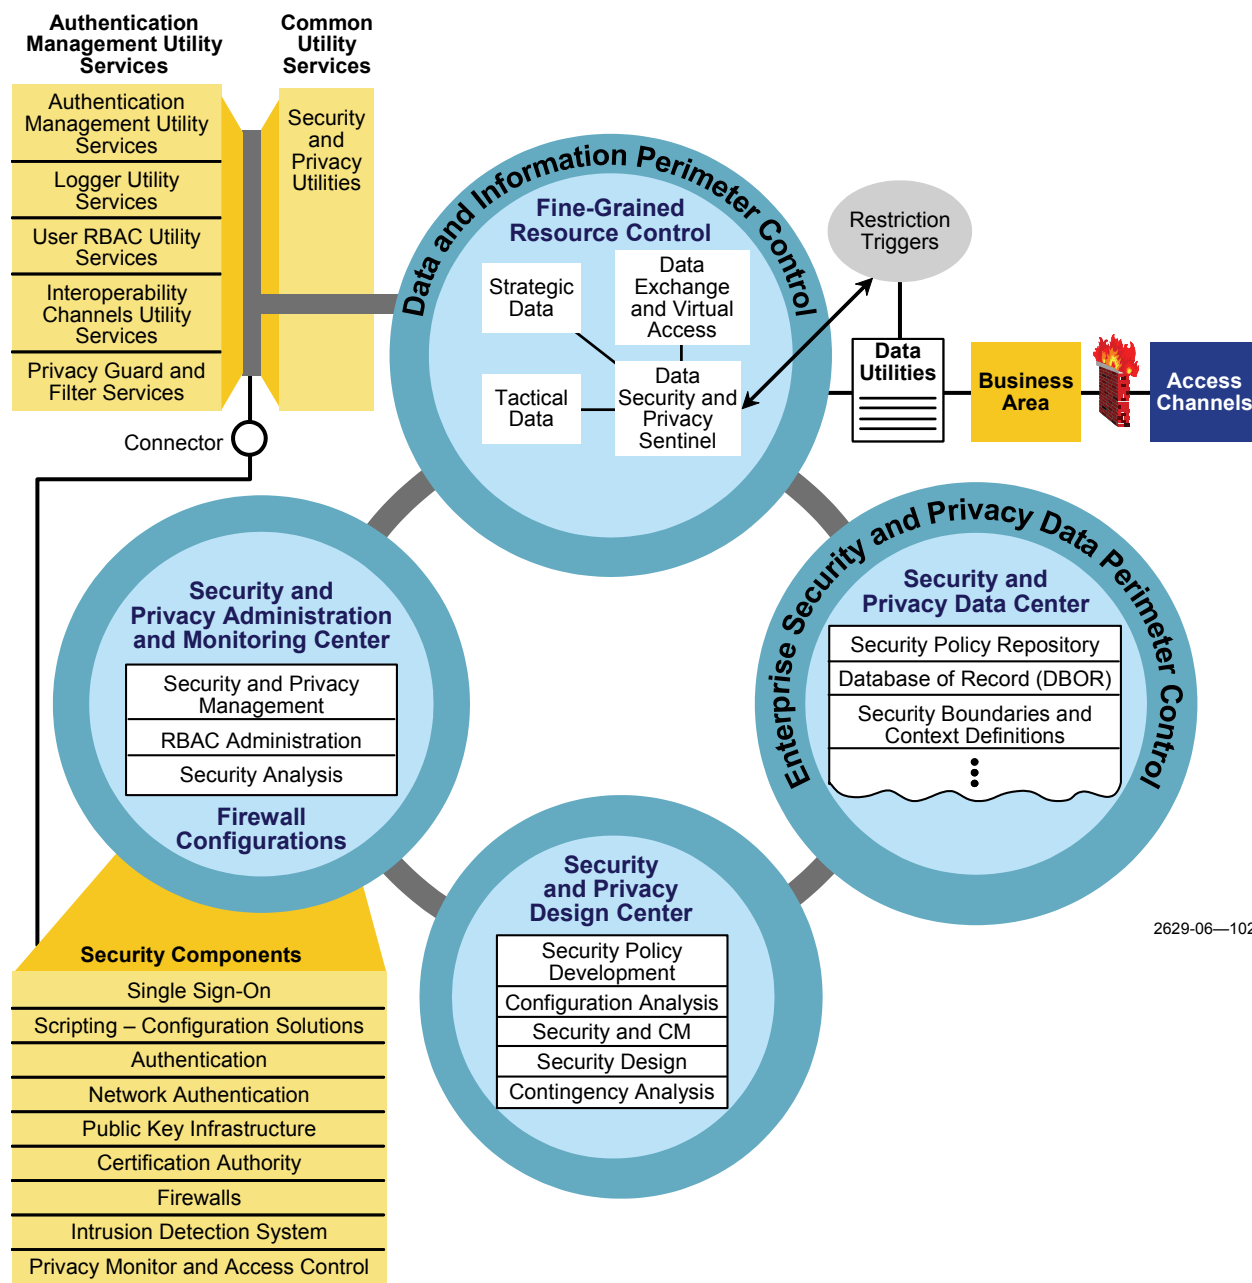 Authentication
Management Utility
Services
Common
Utility
Services
Authentication
Management Utility
Services
Logger Utility
Services
User RBAC Utility
Services
Interoperability
Channels Utility
Services
Privacy Guard and
Filter Services
Security
and
Privacy
Utilities
Connector
Data and Information Perimeter Control
Fine-Grained
Resource Control
Strategic
Data
Data
Exchange
and Virtual
Access
Tactical
Data
Data
Security and
Privacy
Sentinel
Restriction
Triggers
Data
Utilities
Business
Area
Access
Channels
Security and
Privacy Administration
and Monitoring Center
Security and Privacy
Management
RBAC Administration
Security Analysis
Firewall
Configurations
Enterprise Security and Privacy Data Perimeter Control
Security and
Privacy Data Center
Security Policy Repository
Database of Record (DBOR)
Security Boundaries and
Context Definitions
Security
and Privacy
Design Center
Security Policy
Development
Configuration Analysis
Security and CM
Security Design
Contingency Analysis
2629-06—102
Security Components
Single Sign-On
Scripting – Configuration Solutions
Authentication
Network Authentication
Public Key Infrastructure
Certification Authority
Firewalls
Intrusion Detection System
Privacy Monitor and Access Control